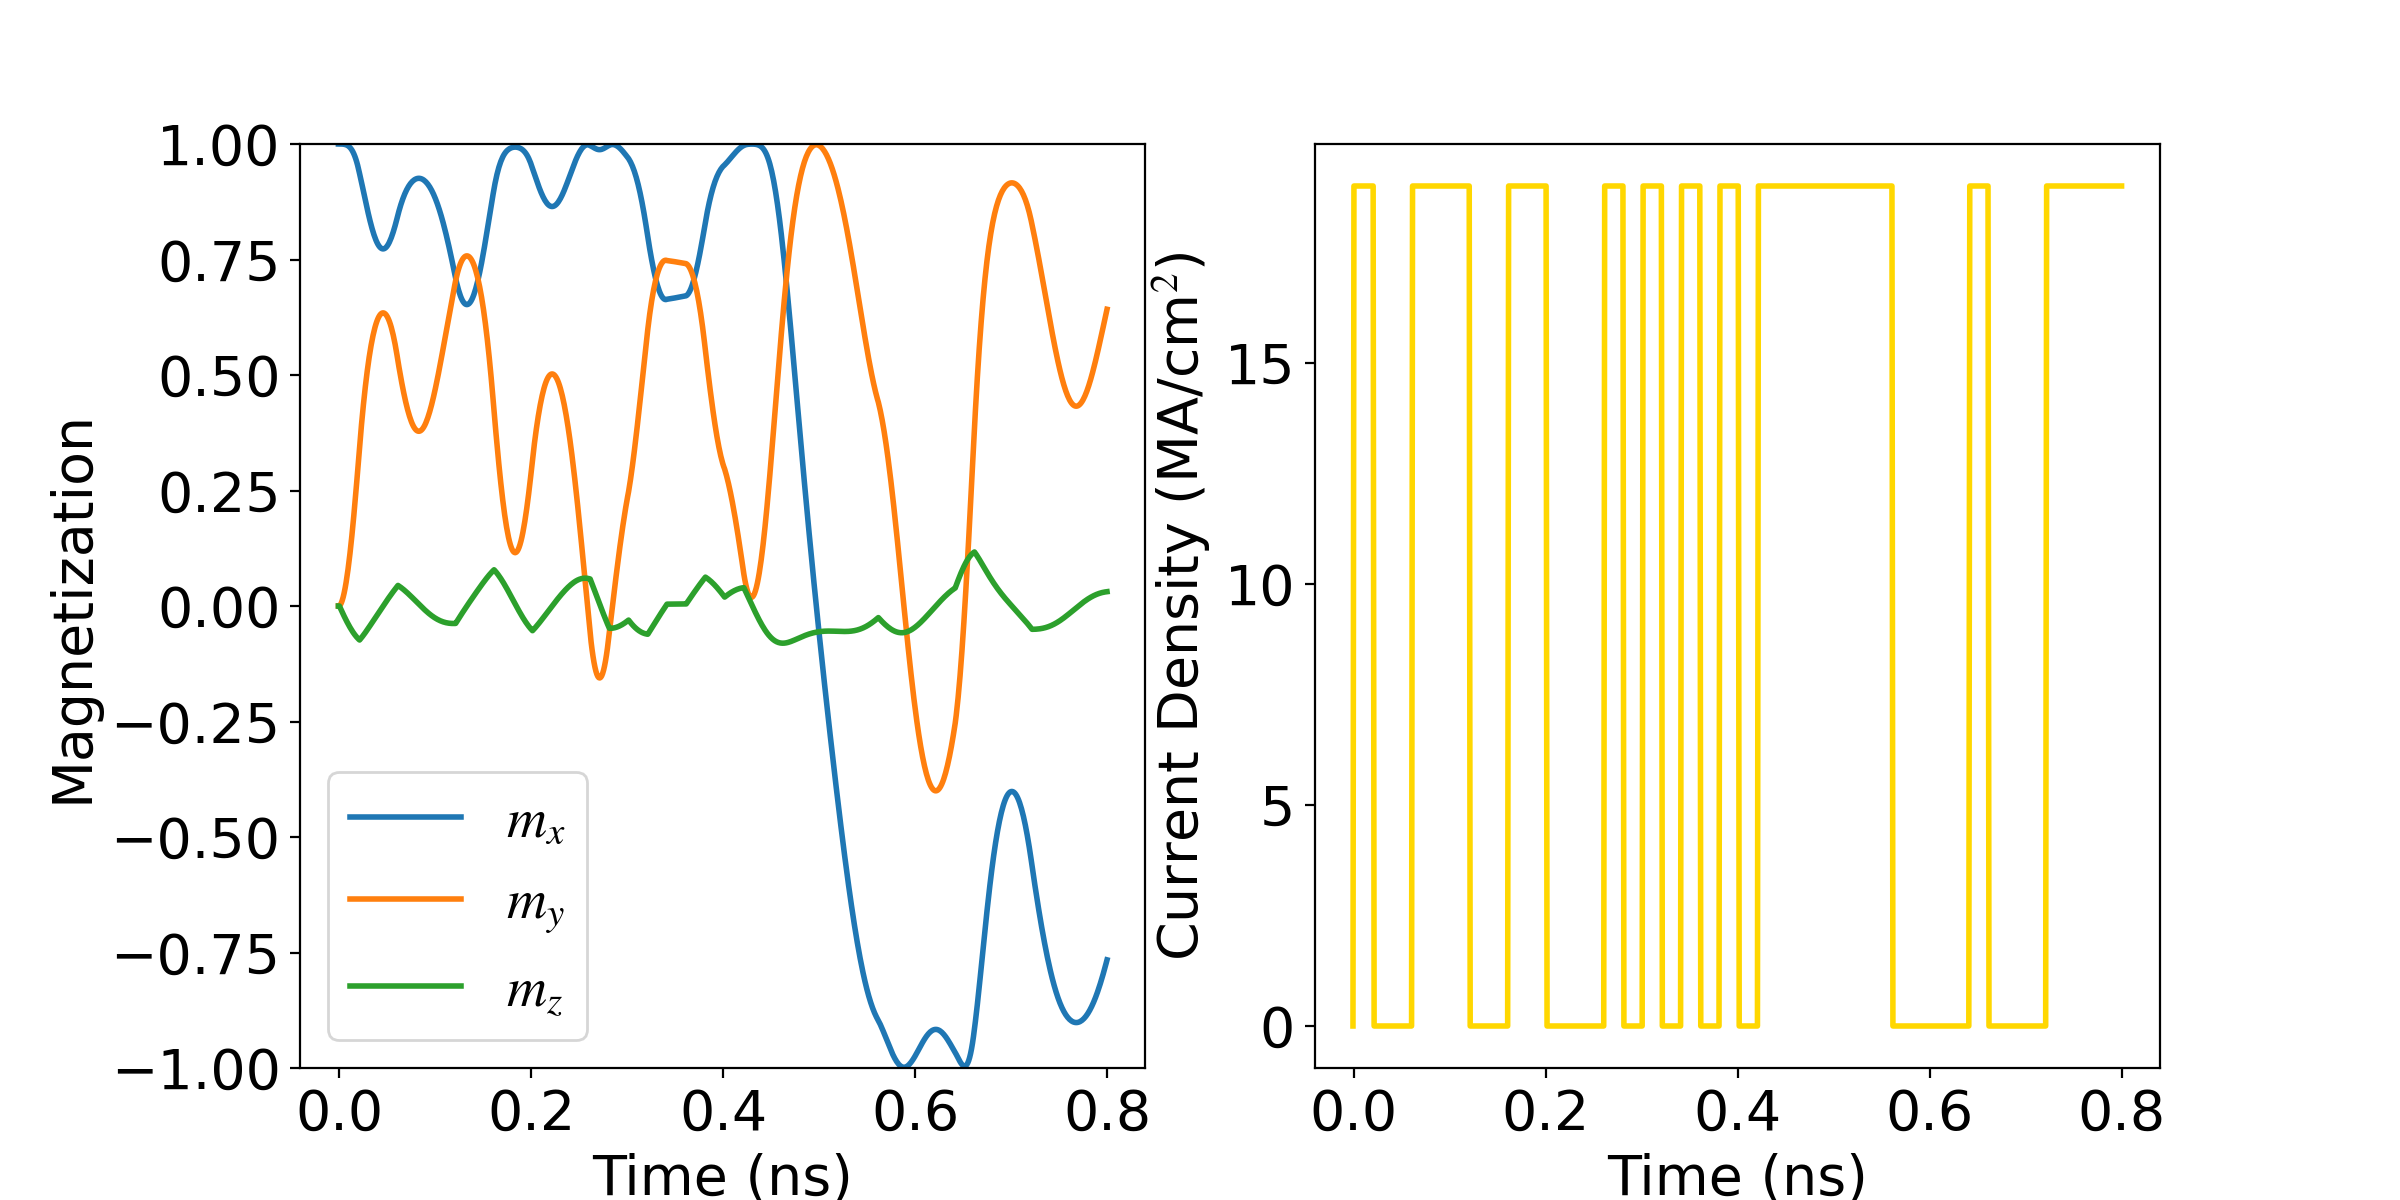 Magnetization
1.00
0.75
0.50
0.25
0.00
−0.25
−0.50
−0.75
−1.00
0.0 0.2 0.4 0.6 0.8
Time (ns)
m_x
m_y
m_z
Current Density (MA/cm²)
15
10
5
0
0.0 0.2 0.4 0.6 0.8
Time (ns)